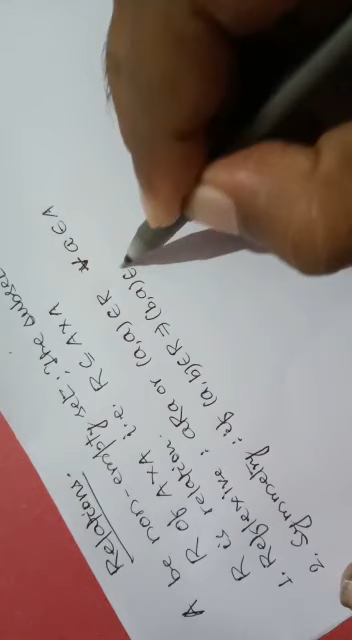 Relations:
A be non-empty set; The subset
R of A×A i.e. R ⊆ A×A
R is relation.
1. Reflexive: aRa or (a,a)∈R ∀ a∈A
2. Symmetry: if (a,b)∈R ⇒ (b,a)∈